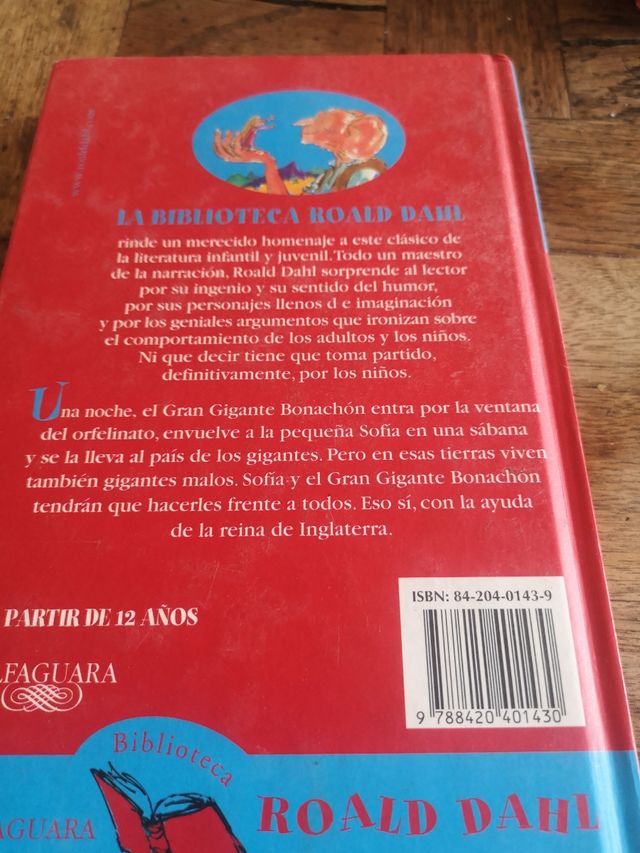 www.roalddahl.com
LA BIBLIOTECA ROALD DAHL
rinde un merecido homenaje a este clásico de
la literatura infantil y juvenil. Todo un maestro
de la narración, Roald Dahl sorprende al lector
por su ingenio y su sentido del humor,
por sus personajes llenos d e imaginación
y por los geniales argumentos que ironizan sobre
el comportamiento de los adultos y los niños.
Ni que decir tiene que toma partido,
definitivamente, por los niños.
Una noche, el Gran Gigante Bonachón entra por la ventana
del orfelinato, envuelve a la pequeña Sofía en una sábana
y se la lleva al país de los gigantes. Pero en esas tierras viven
también gigantes malos. Sofía y el Gran Gigante Bonachón
tendrán que hacerles frente a todos. Eso sí, con la ayuda
de la reina de Inglaterra.
ISBN: 84-204-0143-9
PARTIR DE 12 AÑOS
LFAGUARA
9 788420 401430
Biblioteca
AGUARA
ROALD DAHL